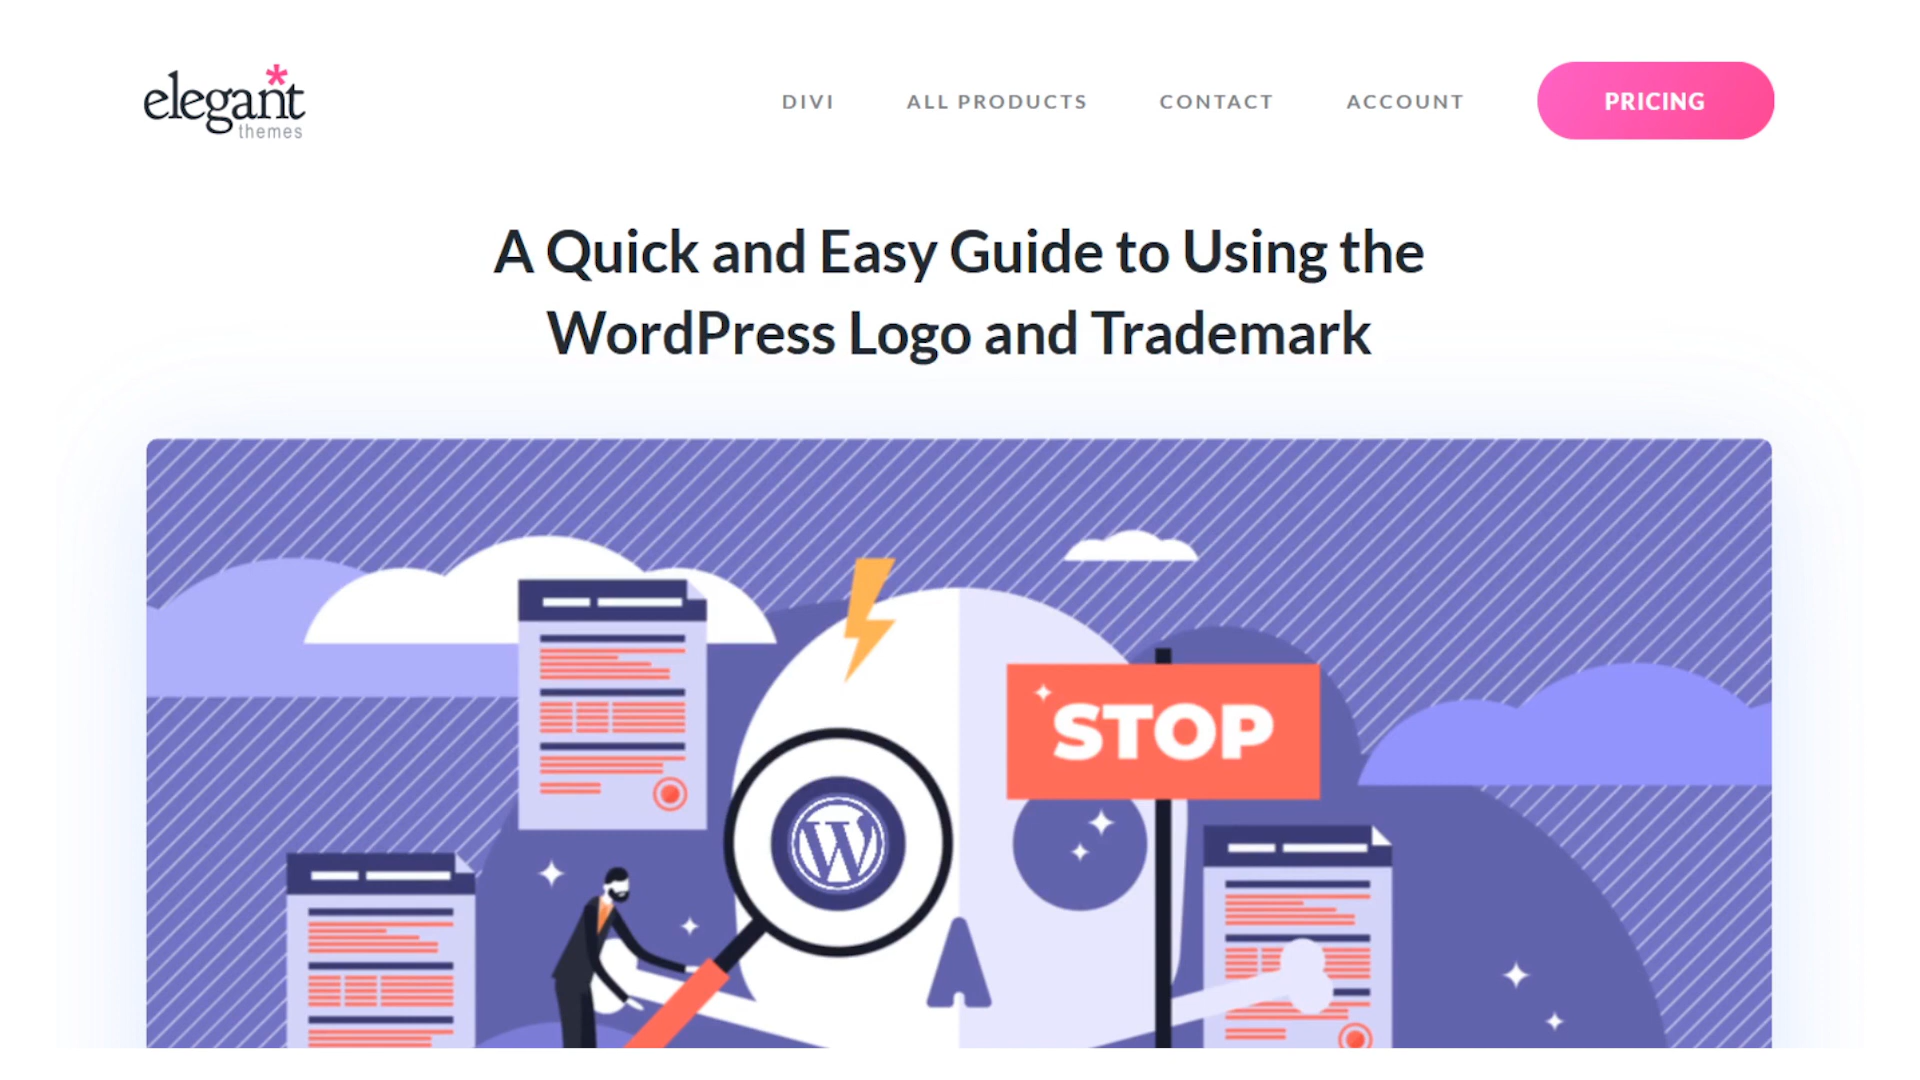 elegant
themes
DIVI
ALL PRODUCTS
CONTACT
ACCOUNT
PRICING
A Quick and Easy Guide to Using the
WordPress Logo and Trademark
STOP
W